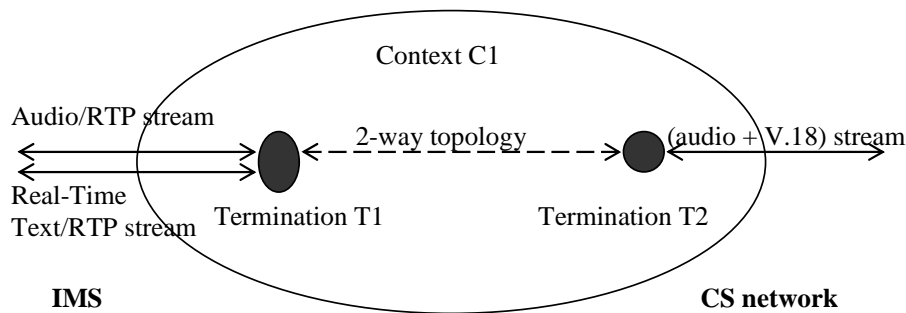 Context C1
Audio/RTP stream
2-way topology
(audio + V.18) stream
Real-Time
Text/RTP stream
Termination T1
Termination T2
IMS
CS network